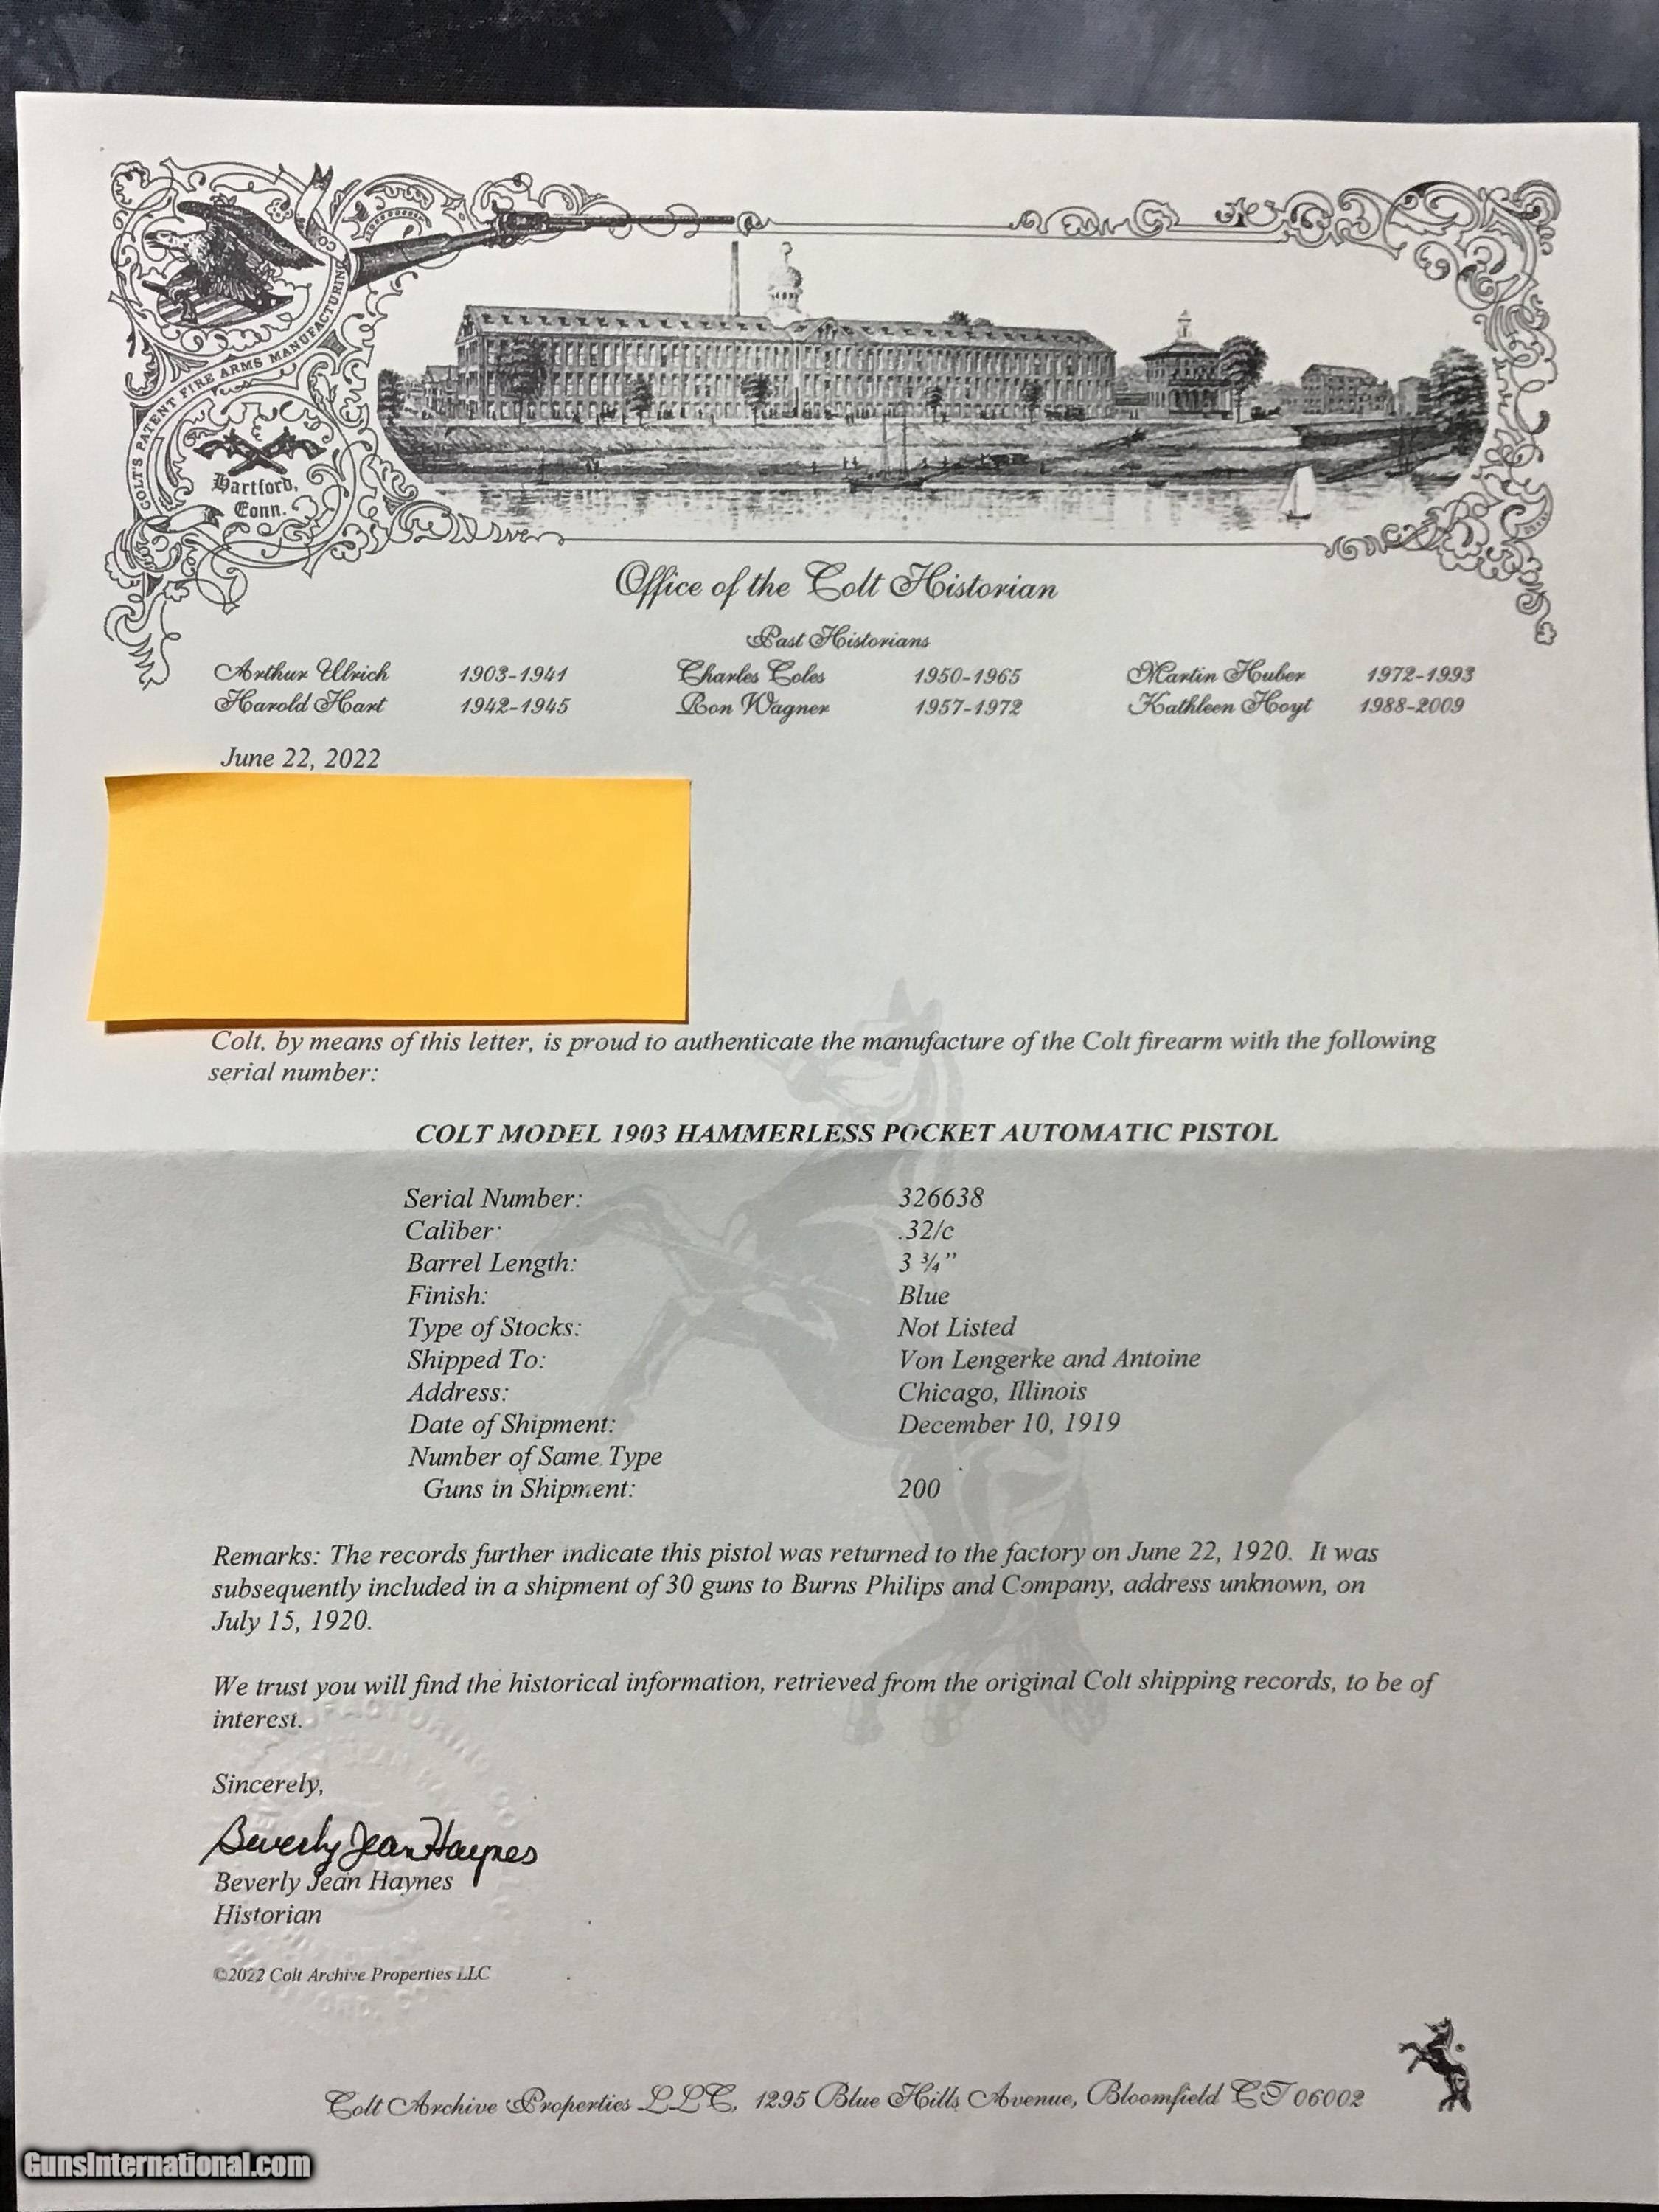 COLT'S PATENT FIRE ARMS MANUFACTURING CO
Hartford,
Conn.
Office of the Colt Historian
Past Historians
Arthur Ulrich 1903-1941 Charles Coles 1950-1965 Martin Huber 1972-1993
Harold Hart 1942-1945 Ron Wagner 1957-1972 Kathleen Hoyt 1988-2009
June 22, 2022
Colt, by means of this letter, is proud to authenticate the manufacture of the Colt firearm with the following
serial number:
COLT MODEL 1903 HAMMERLESS POCKET AUTOMATIC PISTOL
Serial Number: 326638
Caliber: .32/c
Barrel Length: 3 ¾”
Finish: Blue
Type of Stocks: Not Listed
Shipped To: Von Lengerke and Antoine
Address: Chicago, Illinois
Date of Shipment: December 10, 1919
Number of Same Type
Guns in Shipment: 200
Remarks: The records further indicate this pistol was returned to the factory on June 22, 1920. It was
subsequently included in a shipment of 30 guns to Burns Philips and Company, address unknown, on
July 15, 1920.
We trust you will find the historical information, retrieved from the original Colt shipping records, to be of
interest.
Sincerely,
Beverly Jean Haynes
Beverly Jean Haynes
Historian
©2022 Colt Archive Properties LLC
Colt Archive Properties LLC, 1295 Blue Hills Avenue, Bloomfield CT 06002
GunsInternational.com